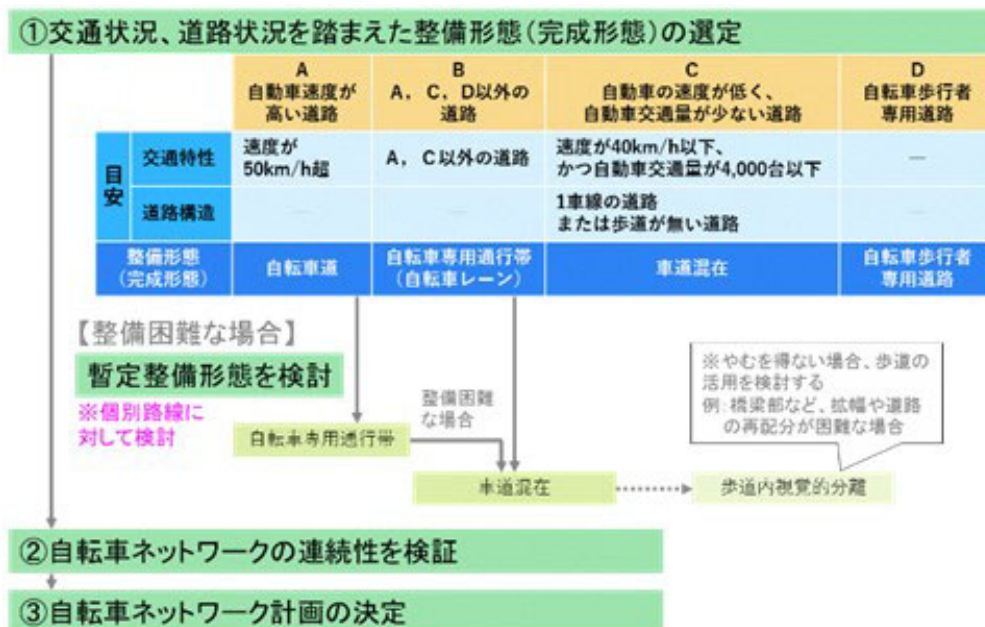 ①交通状況、道路状況を踏まえた整備形態(完成形態)の選定
A
自動車速度が
高い道路
B
A，C，D以外の
道路
C
自動車の速度が低く、
自動車交通量が少ない道路
D
自転車歩行者
専用道路
目安
交通特性
速度が
50km/h超
A，C以外の道路
速度が40km/h以下、
かつ自動車交通量が4,000台以下
—
道路構造
—
—
1車線の道路
または歩道が無い道路
—
整備形態
(完成形態)
自転車道
自転車専用通行帯
(自転車レーン)
車道混在
自転車歩行者
専用道路
【整備困難な場合】
暫定整備形態を検討
※個別路線に
対して検討
整備困難
な場合
※やむを得ない場合、歩道の
活用を検討する
例:橋梁部など、拡幅や道路
の再配分が困難な場合
自転車専用通行帯
車道混在
歩道内視覚的分離
②自転車ネットワークの連続性を検証
③自転車ネットワーク計画の決定